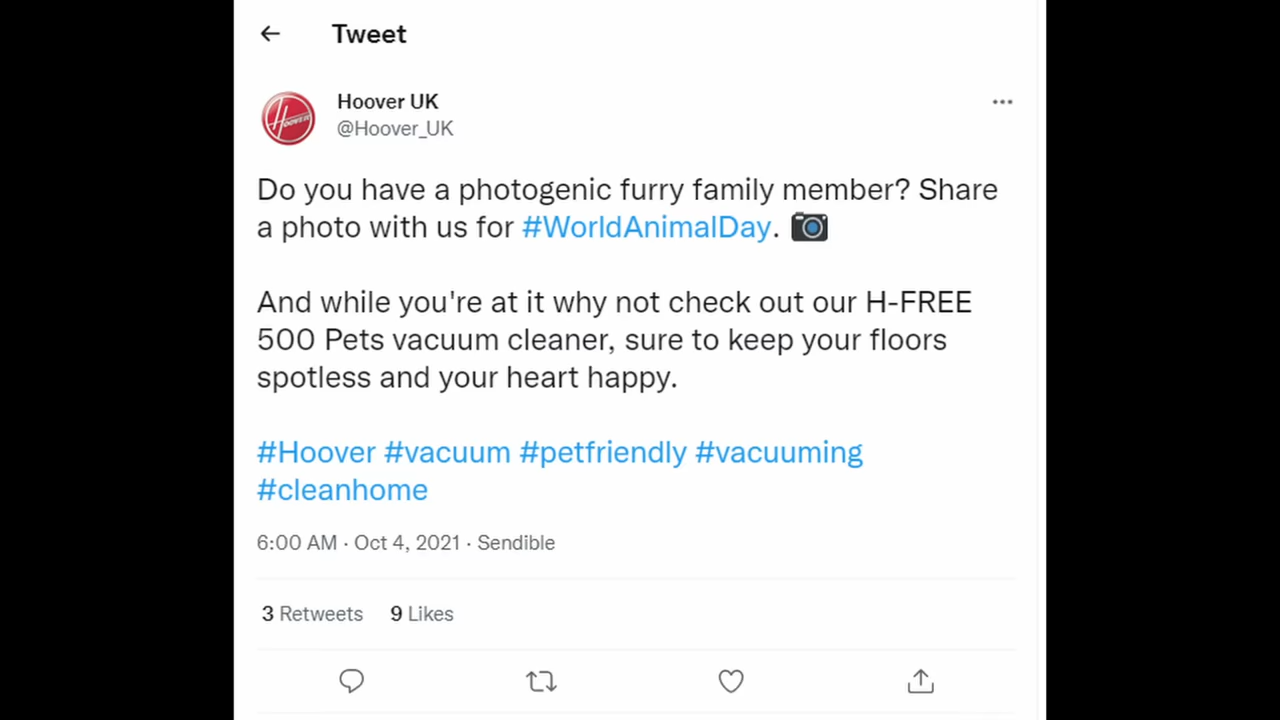 Tweet
Hoover UK
@Hoover_UK
Do you have a photogenic furry family member? Share
a photo with us for #WorldAnimalDay. 📷
And while you're at it why not check out our H-FREE
500 Pets vacuum cleaner, sure to keep your floors
spotless and your heart happy.
#Hoover #vacuum #petfriendly #vacuuming
#cleanhome
6:00 AM · Oct 4, 2021 · Sendible
3 Retweets 9 Likes